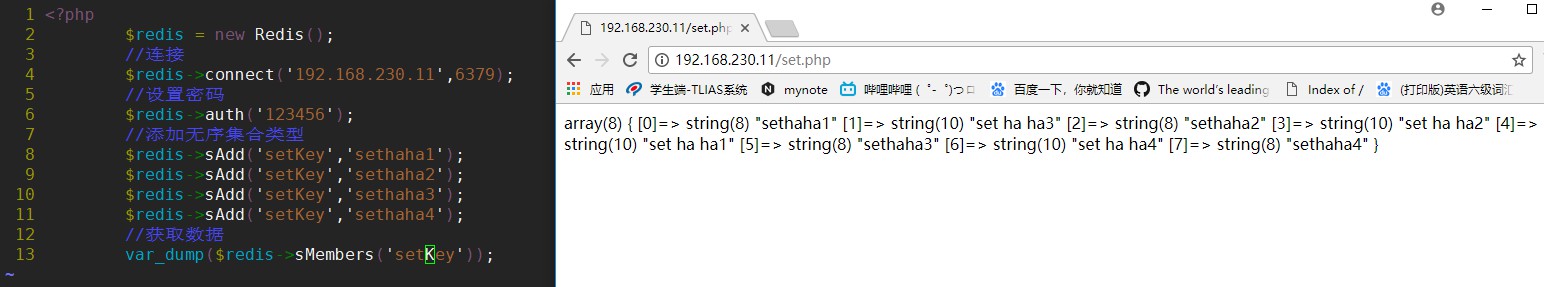 1 <?php
2 $redis = new Redis();
3 //连接
4 $redis->connect('192.168.230.11',6379);
5 //设置密码
6 $redis->auth('123456');
7 //添加无序集合类型
8 $redis->sAdd('setKey','sethaha1');
9 $redis->sAdd('setKey','sethaha2');
10 $redis->sAdd('setKey','sethaha3');
11 $redis->sAdd('setKey','sethaha4');
12 //获取数据
13 var_dump($redis->sMembers('setKey'));
~
192.168.230.11/set.php
192.168.230.11/set.php
应用 学生端-TLIAS系统 mynote 哔哩哔哩 ( ゜- ゜)つロ 百度一下，你就知道 The world's leading Index of / (打印版)英语六级词汇
array(8) { [0]=> string(8) "sethaha1" [1]=> string(10) "set ha ha3" [2]=> string(8) "sethaha2" [3]=> string(10) "set ha ha2" [4]=>
string(10) "set ha ha1" [5]=> string(8) "sethaha3" [6]=> string(10) "set ha ha4" [7]=> string(8) "sethaha4" }